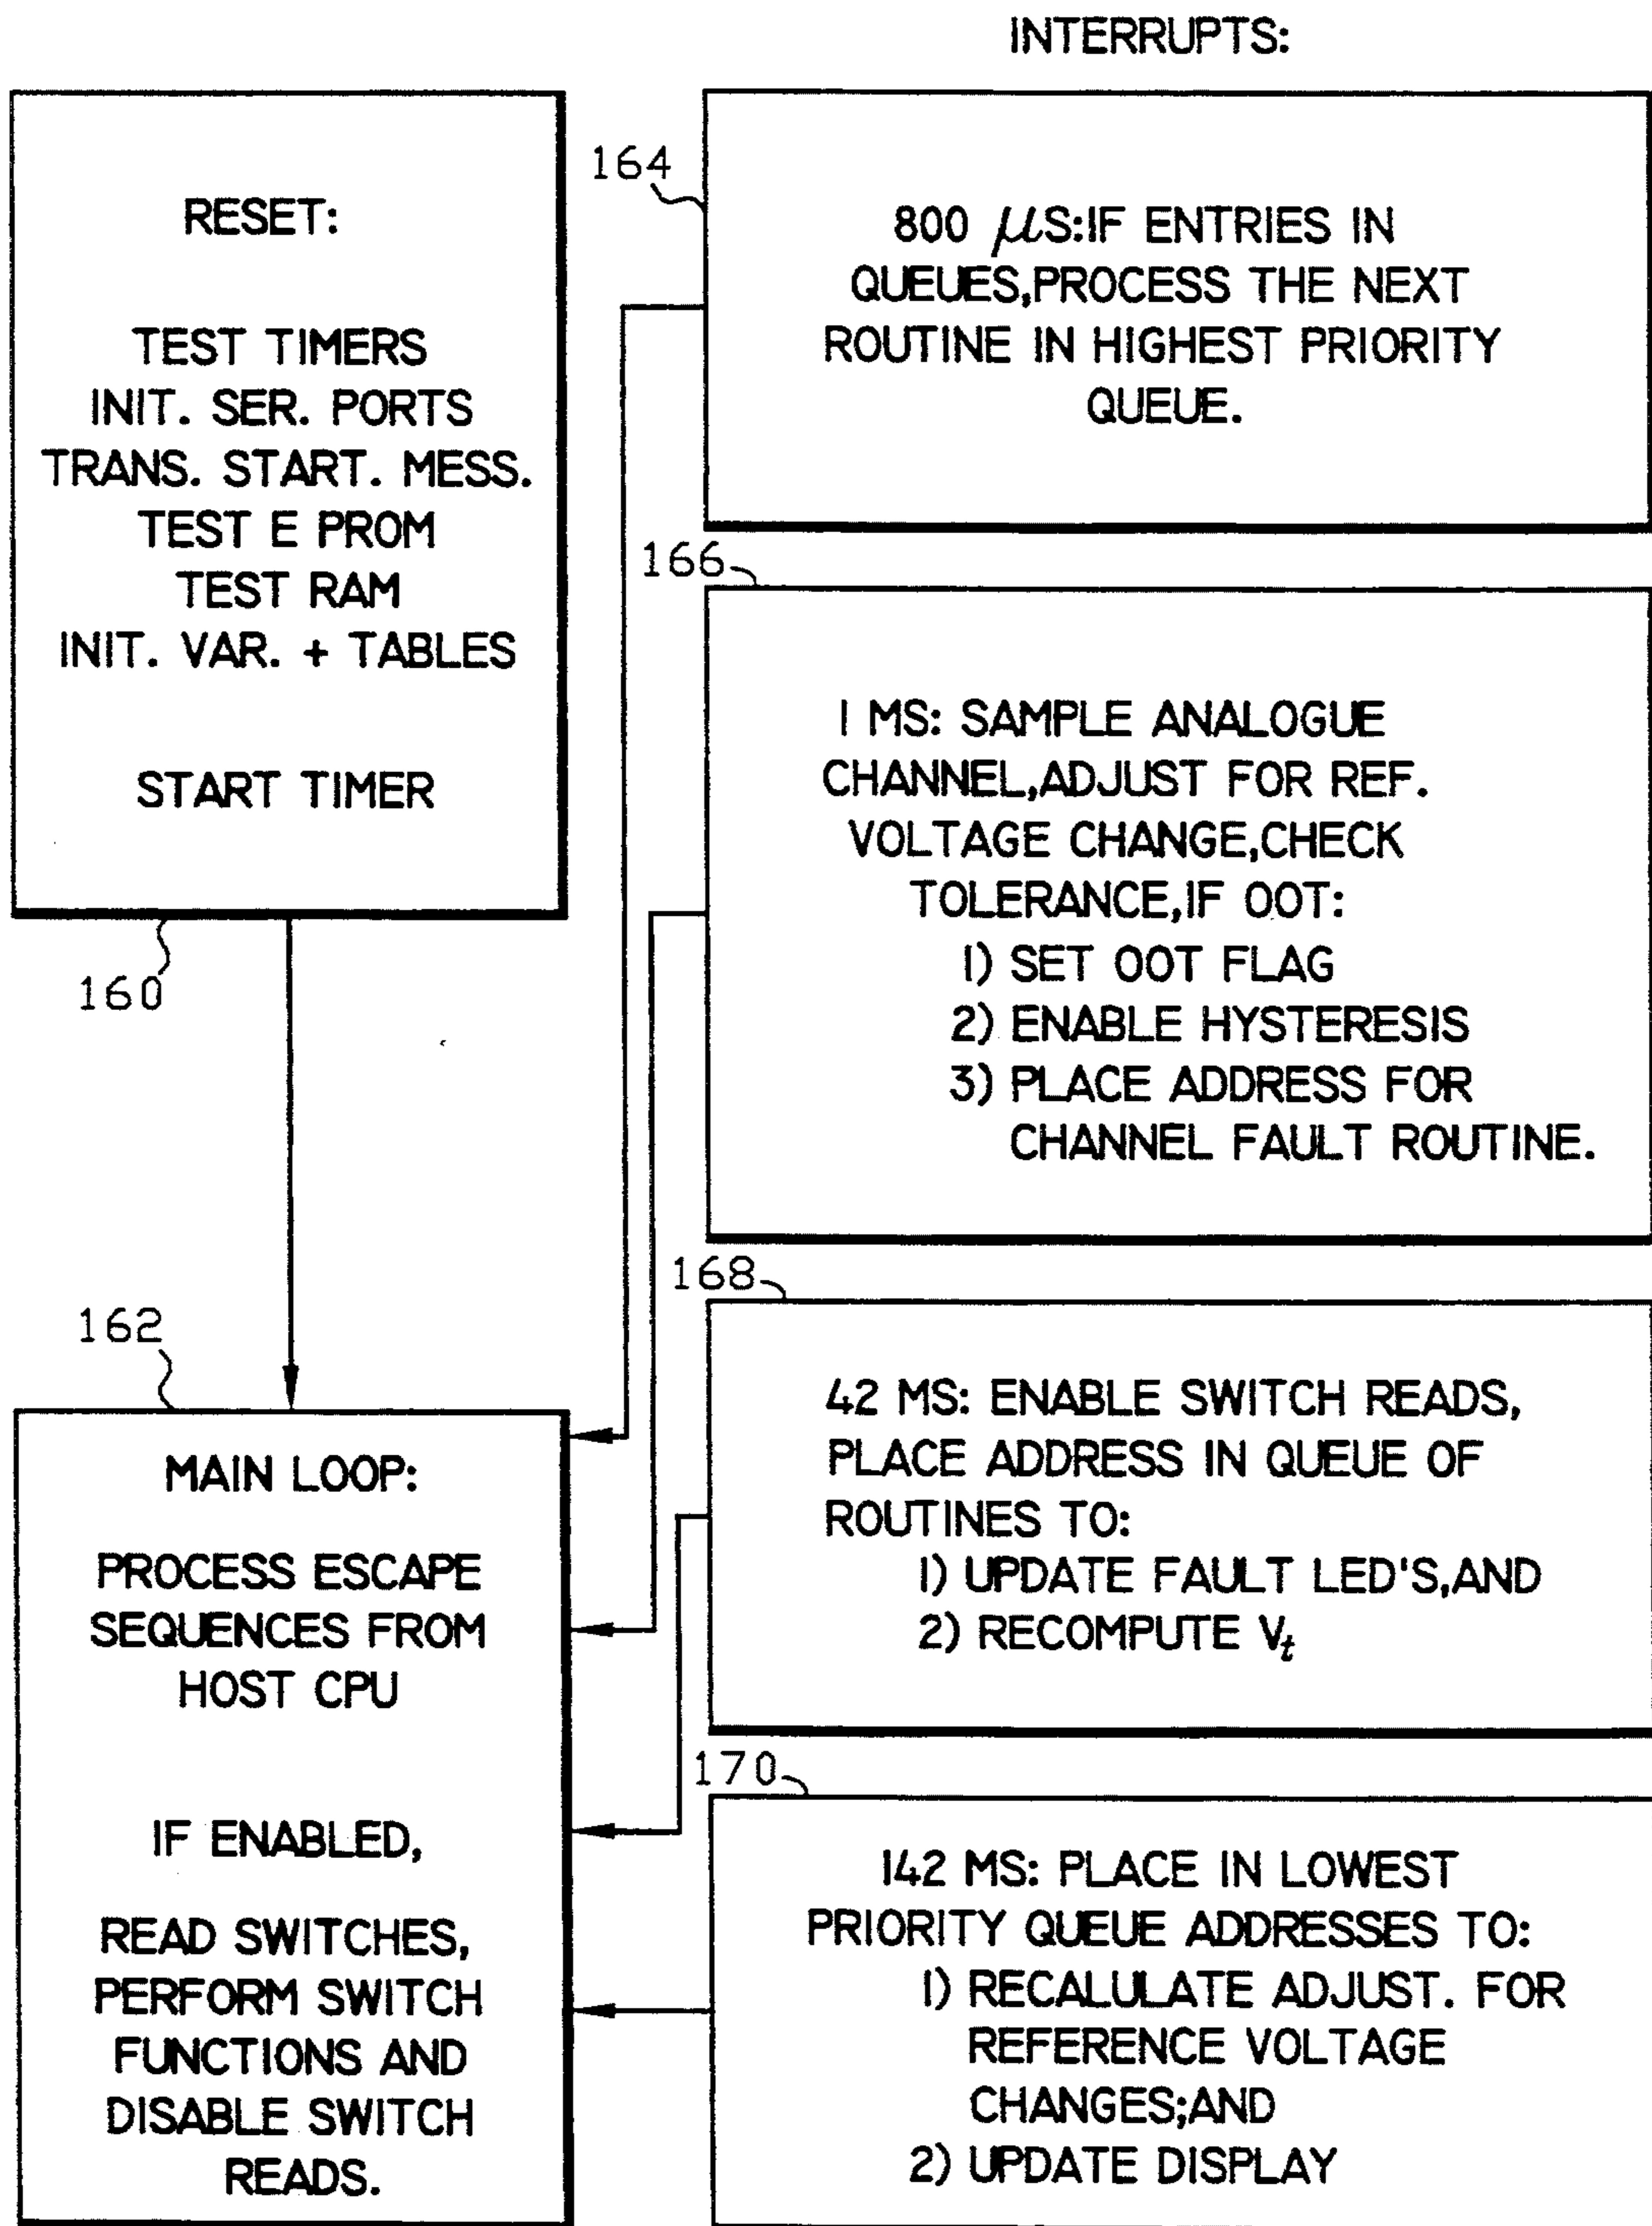 RESET:
TEST TIMERS
INIT. SER. PORTS
TRANS. START. MESS.
TEST E PROM
TEST RAM
INIT. VAR. + TABLES
START TIMER
160
162
MAIN LOOP:
PROCESS ESCAPE
SEQUENCES FROM
HOST CPU
IF ENABLED,
READ SWITCHES,
PERFORM SWITCH
FUNCTIONS AND
DISABLE SWITCH
READS.
INTERRUPTS:
164
800 µS:IF ENTRIES IN
QUEUES,PROCESS THE NEXT
ROUTINE IN HIGHEST PRIORITY
QUEUE.
166
1 MS: SAMPLE ANALOGUE
CHANNEL,ADJUST FOR REF.
VOLTAGE CHANGE,CHECK
TOLERANCE,IF OOT:
1) SET OOT FLAG
2) ENABLE HYSTERESIS
3) PLACE ADDRESS FOR
CHANNEL FAULT ROUTINE.
168
42 MS: ENABLE SWITCH READS,
PLACE ADDRESS IN QUEUE OF
ROUTINES TO:
1) UPDATE FAULT LED'S,AND
2) RECOMPUTE Vt
170
142 MS: PLACE IN LOWEST
PRIORITY QUEUE ADDRESSES TO:
1) RECALULATE ADJUST. FOR
REFERENCE VOLTAGE
CHANGES;AND
2) UPDATE DISPLAY